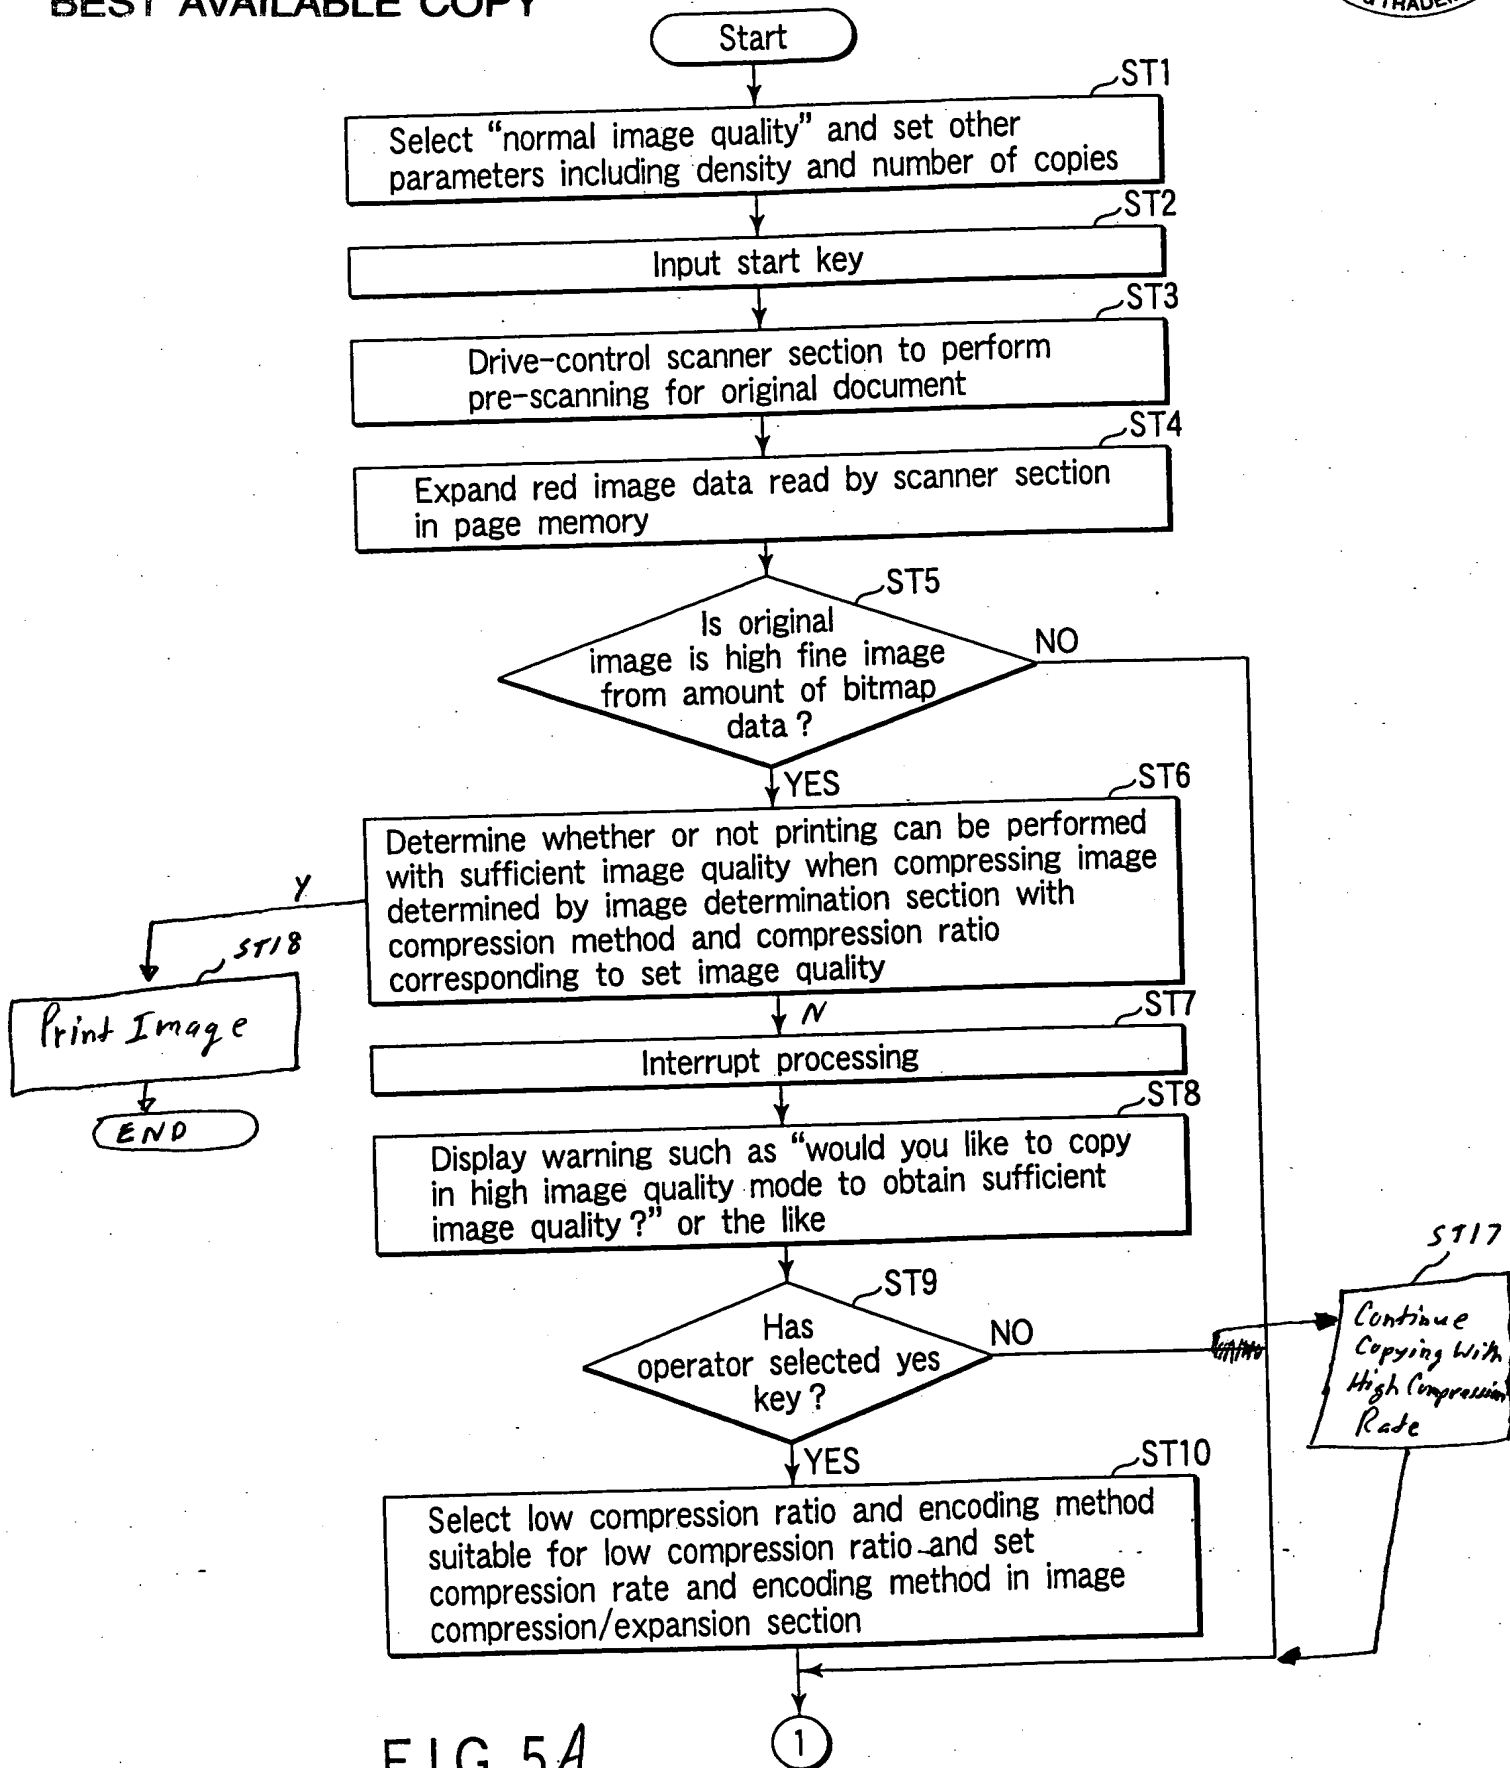 BEST AVAILABLE COPY
& TRADEM
Start
ST1
Select “normal image quality” and set other
parameters including density and number of copies
ST2
Input start key
ST3
Drive-control scanner section to perform
pre-scanning for original document
ST4
Expand red image data read by scanner section
in page memory
ST5
Is original
image is high fine image
from amount of bitmap
data ?
NO
YES
ST6
Determine whether or not printing can be performed
with sufficient image quality when compressing image
determined by image determination section with
compression method and compression ratio
corresponding to set image quality
Y
ST18
Print Image
END
N
ST7
Interrupt processing
ST8
Display warning such as “would you like to copy
in high image quality mode to obtain sufficient
image quality ?” or the like
ST9
Has
operator selected yes
key ?
NO
ST17
Continue
Copying With
High Compression
Rate
YES
ST10
Select low compression ratio and encoding method
suitable for low compression ratio and set
compression rate and encoding method in image
compression/expansion section
1
FIG. 5A